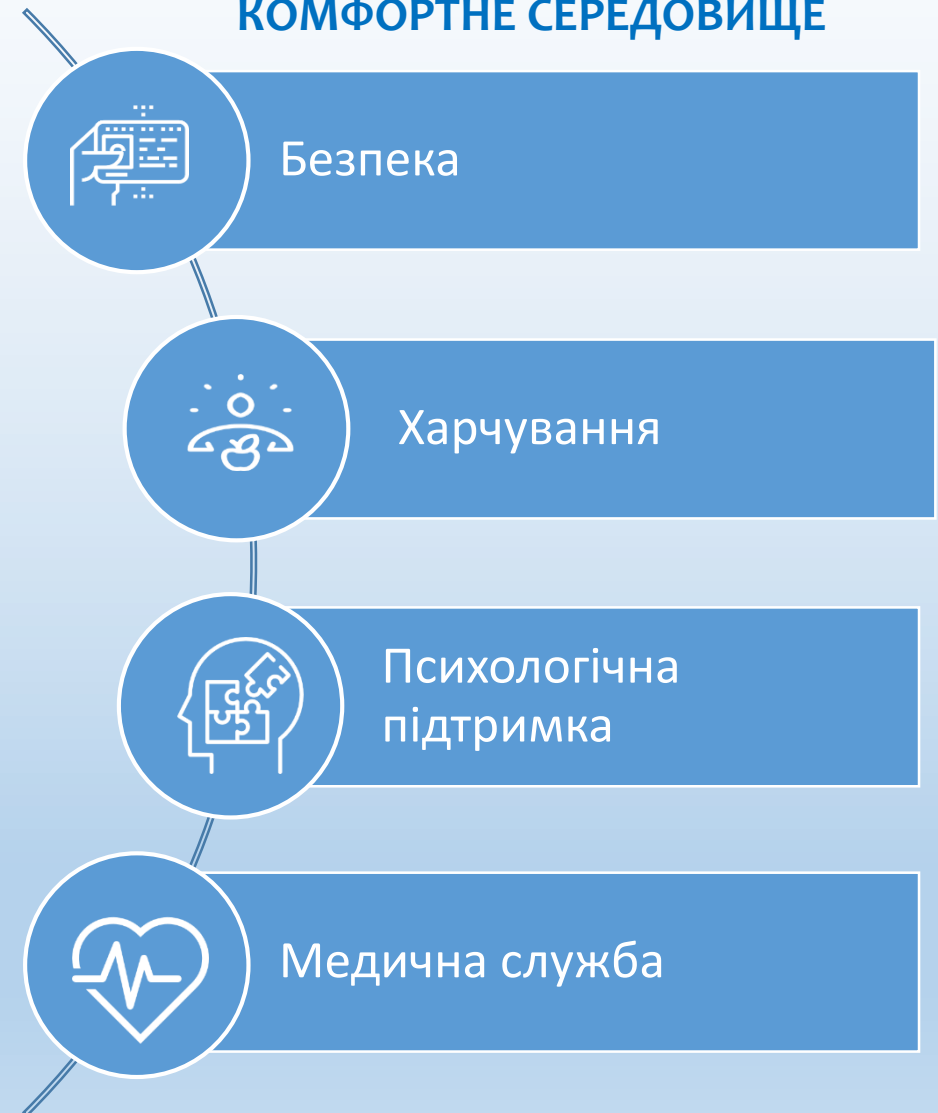 КОМФОРТНЕ СЕРЕДОВИЩЕ
Безпека
Харчування
Психологічна
підтримка
Медична служба